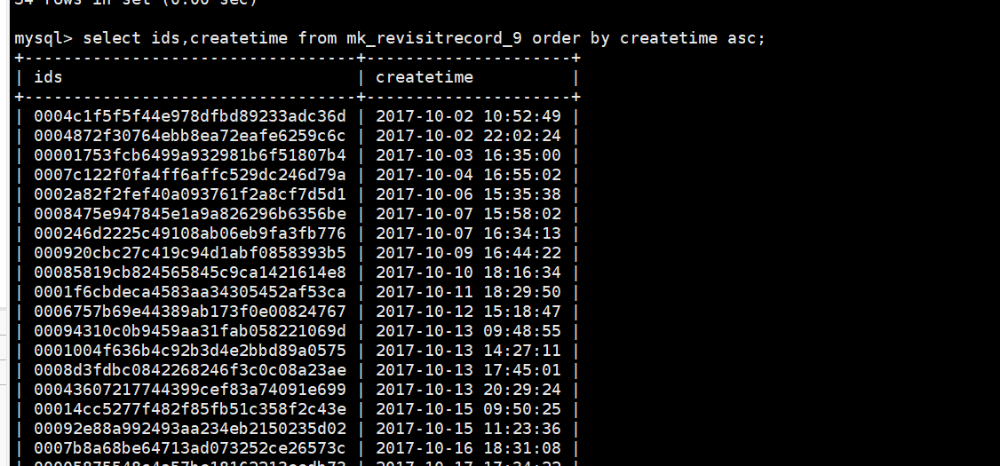 54 rows in set (0.00 sec)
mysql> select ids,createtime from mk_revisitrecord_9 order by createtime asc;
+----------------------------------+---------------------+
| ids                              | createtime          |
+----------------------------------+---------------------+
| 0004c1f5f5f44e978dfbd89233adc36d | 2017-10-02 10:52:49 |
| 0004872f30764ebb8ea72eafe6259c6c | 2017-10-02 22:02:24 |
| 00001753fcb6499a932981b6f51807b4 | 2017-10-03 16:35:00 |
| 0007c122f0fa4ff6affc529dc246d79a | 2017-10-04 16:55:02 |
| 0002a82f2fef40a093761f2a8cf7d5d1 | 2017-10-06 15:35:38 |
| 0008475e947845e1a9a826296b6356be | 2017-10-07 15:58:02 |
| 000246d2225c49108ab06eb9fa3fb776 | 2017-10-07 16:34:13 |
| 000920cbc27c419c94d1abf0858393b5 | 2017-10-09 16:44:22 |
| 00085819cb824565845c9ca1421614e8 | 2017-10-10 18:16:34 |
| 0001f6cbdeca4583aa34305452af53ca | 2017-10-11 18:29:50 |
| 0006757b69e44389ab173f0e00824767 | 2017-10-12 15:18:47 |
| 00094310c0b9459aa31fab058221069d | 2017-10-13 09:48:55 |
| 0001004f636b4c92b3d4e2bbd89a0575 | 2017-10-13 14:27:11 |
| 0008d3fdbc0842268246f3c0c08a23ae | 2017-10-13 17:45:01 |
| 00043607217744399cef83a74091e699 | 2017-10-13 20:29:24 |
| 00014cc5277f482f85fb51c358f2c43e | 2017-10-15 09:50:25 |
| 00092e88a992493aa234eb2150235d02 | 2017-10-15 11:23:36 |
| 0007b8a68be64713ad073252ce26573c | 2017-10-16 18:31:08 |